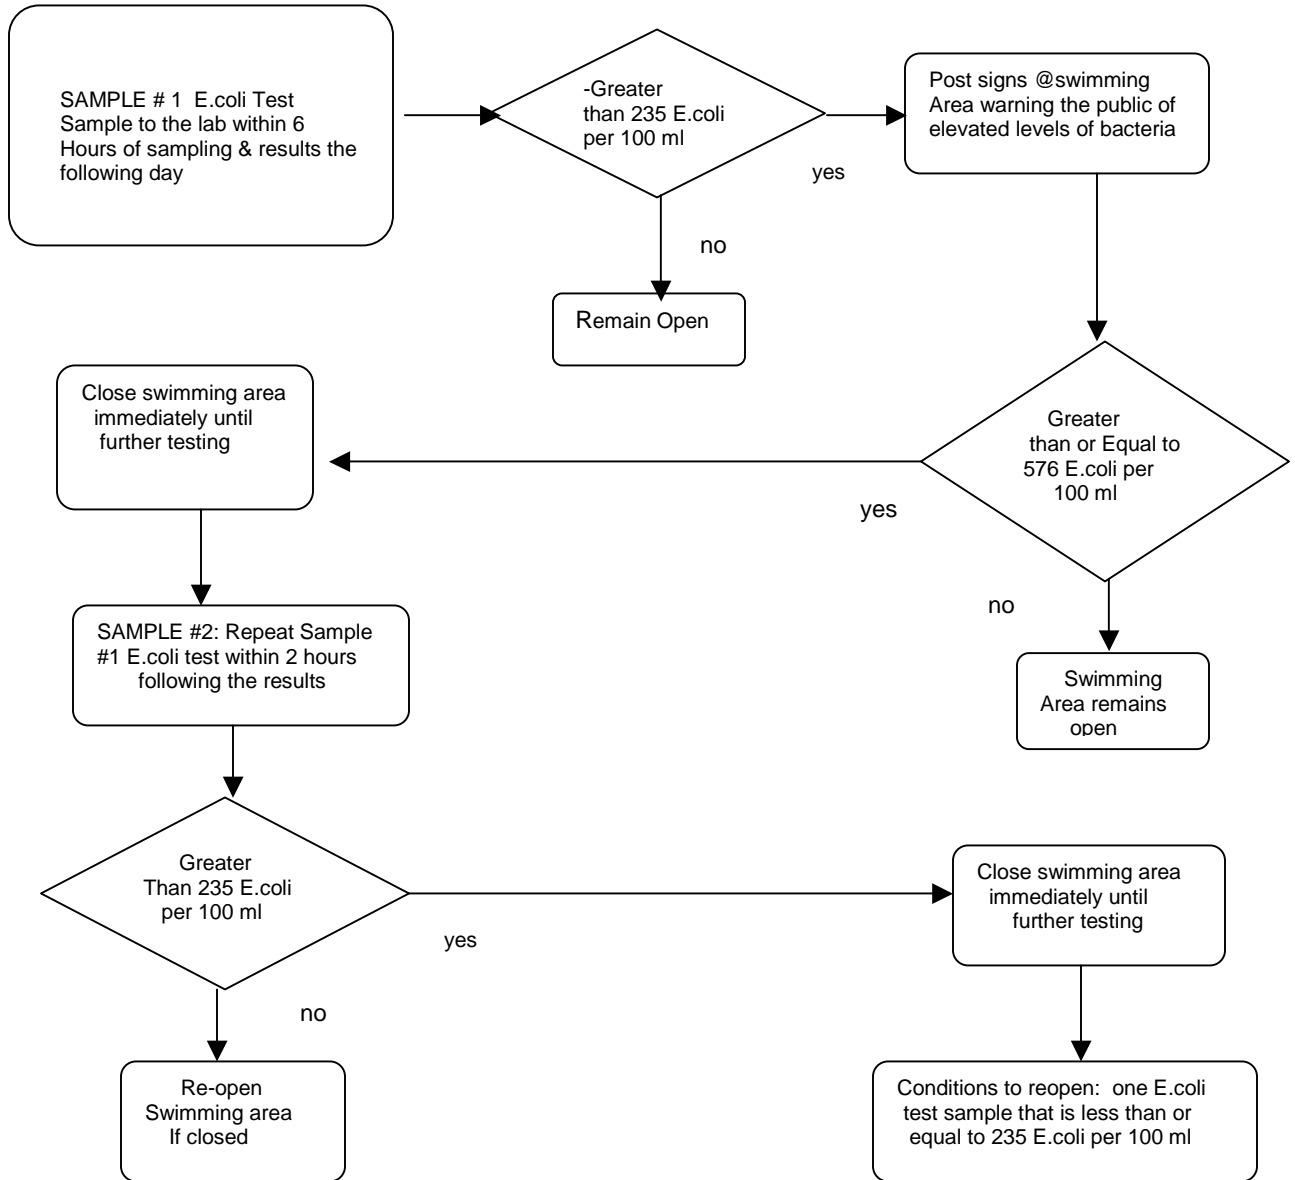 SAMPLE # 1  E.coli Test
Sample to the lab within 6
Hours of sampling & results the
following day
-Greater
than 235 E.coli
per 100 ml
yes
Post signs @swimming
Area warning the public of
elevated levels of bacteria
no
Remain Open
Greater
than or Equal to
576 E.coli per
100 ml
yes
Close swimming area
immediately until
further testing
no
Swimming
Area remains
open
SAMPLE #2: Repeat Sample
#1 E.coli test within 2 hours
following the results
Greater
Than 235 E.coli
per 100 ml
yes
Close swimming area
immediately until
further testing
no
Re-open
Swimming area
If closed
Conditions to reopen:  one E.coli
test sample that is less than or
equal to 235 E.coli per 100 ml